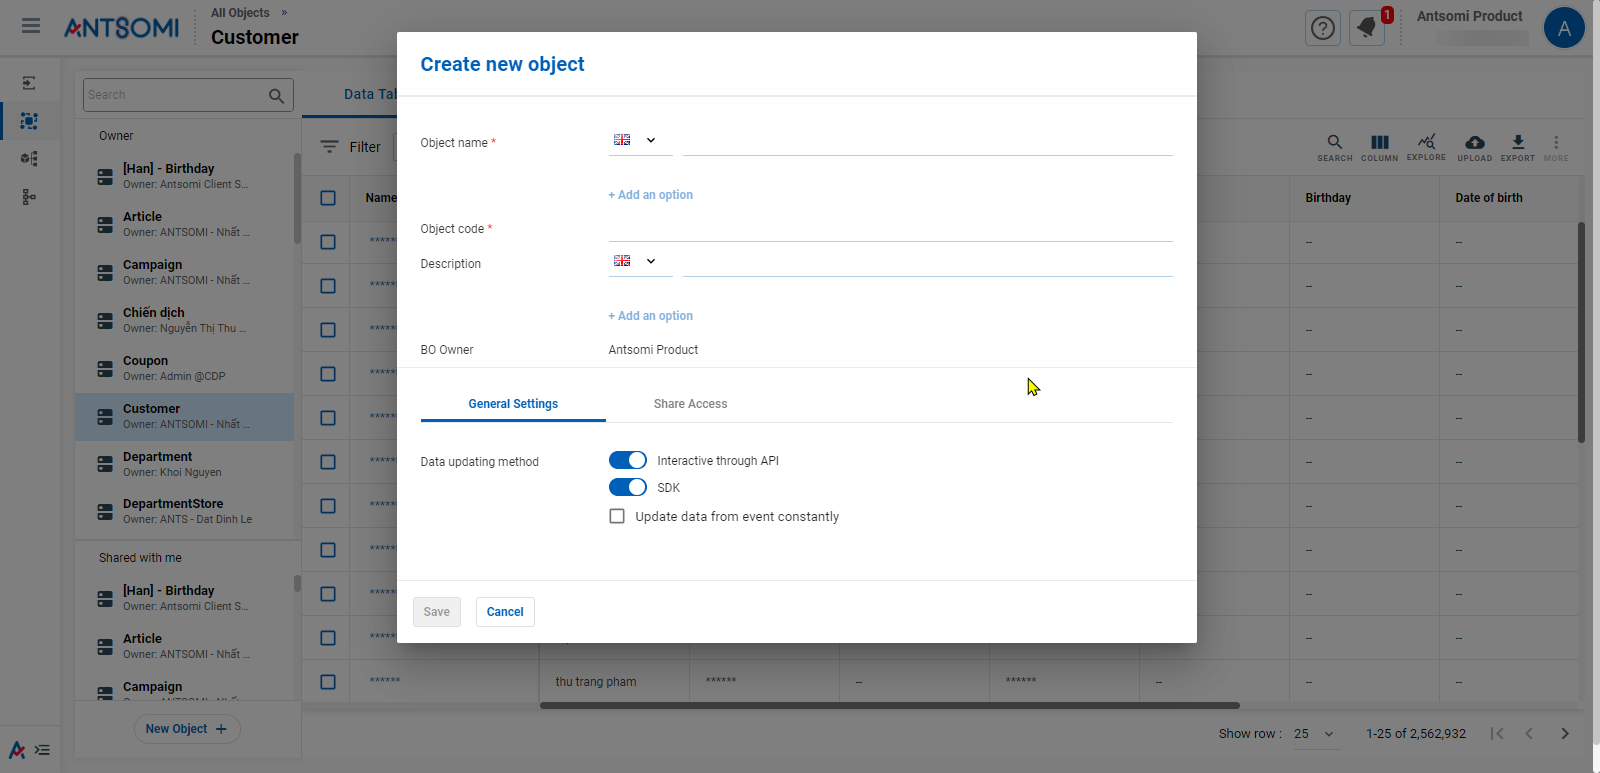 ANTSOMI
All Objects »
Customer
1
Antsomi Product
A
Search
Owner
[Han] - Birthday
Owner: Antsomi Client S...
Article
Owner: ANTSOMI - Nhất ...
Campaign
Owner: ANTSOMI - Nhất ...
Chiến dịch
Owner: Nguyễn Thị Thu ...
Coupon
Owner: Admin @CDP
Customer
Owner: ANTSOMI - Nhất ...
Department
Owner: Khoi Nguyen
DepartmentStore
Owner: ANTS - Dat Dinh Le
Shared with me
[Han] - Birthday
Owner: Antsomi Client S...
Article
Owner: ANTSOMI - Nhất ...
Campaign
New Object +
Data Tab
Filter
SEARCH COLUMN EXPLORE UPLOAD EXPORT MORE
Name
Birthday
Date of birth
-- --
-- --
-- --
-- --
-- --
-- --
-- --
-- --
-- --
-- --
****** thu trang pham ****** -- ****** -- -- --
Show row : 25
1-25 of 2,562,932
Create new object
Object name *
+ Add an option
Object code *
Description
+ Add an option
BO Owner Antsomi Product
General Settings Share Access
Data updating method Interactive through API
SDK
Update data from event constantly
Save Cancel